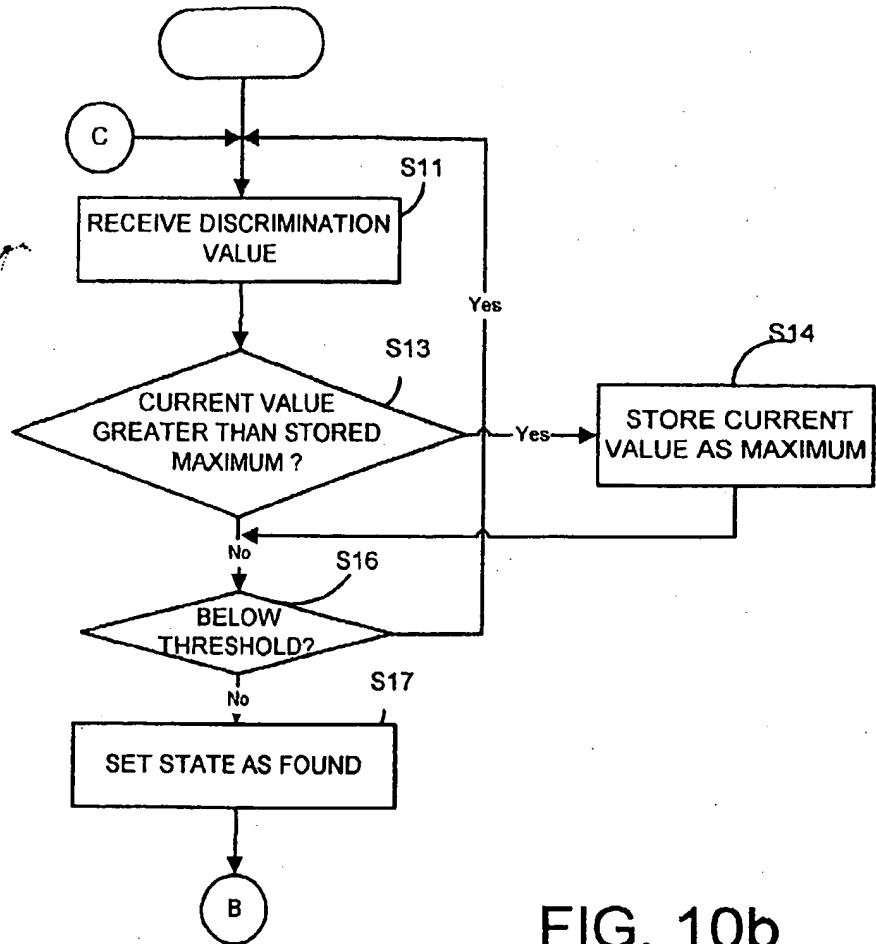 C
S11
RECEIVE DISCRIMINATION
VALUE
Yes
S13
CURRENT VALUE
GREATER THAN STORED
MAXIMUM ?
Yes
S14
STORE CURRENT
VALUE AS MAXIMUM
No
S16
BELOW
THRESHOLD?
No
S17
SET STATE AS FOUND
B
FIG. 10b